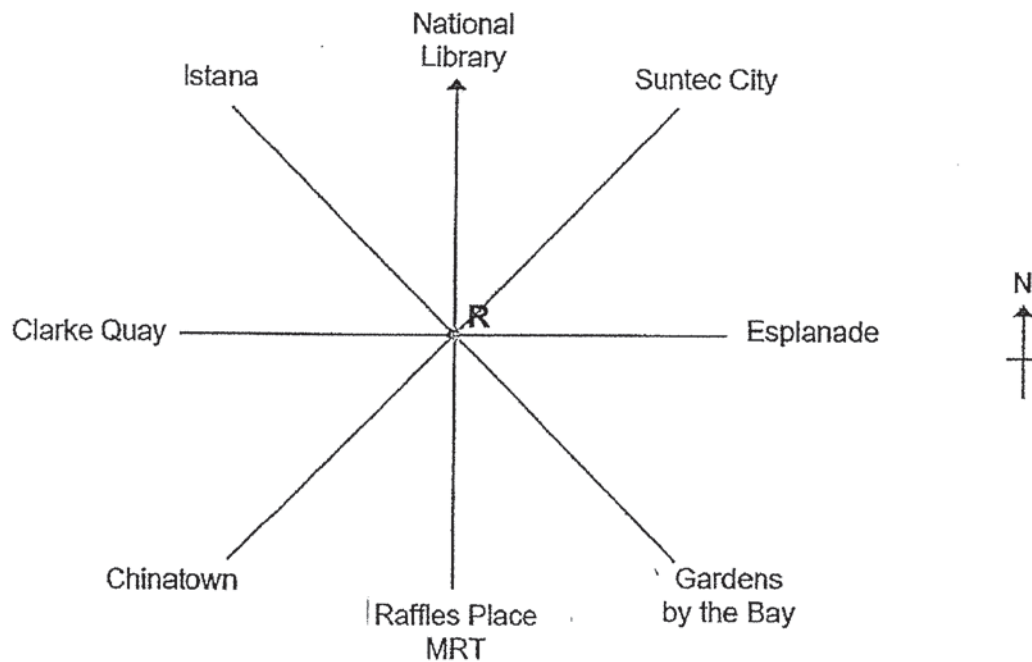 National
Library
Istana
Suntec City
R
N
Clarke Quay
Esplanade
Chinatown
Gardens
by the Bay
Raffles Place
MRT